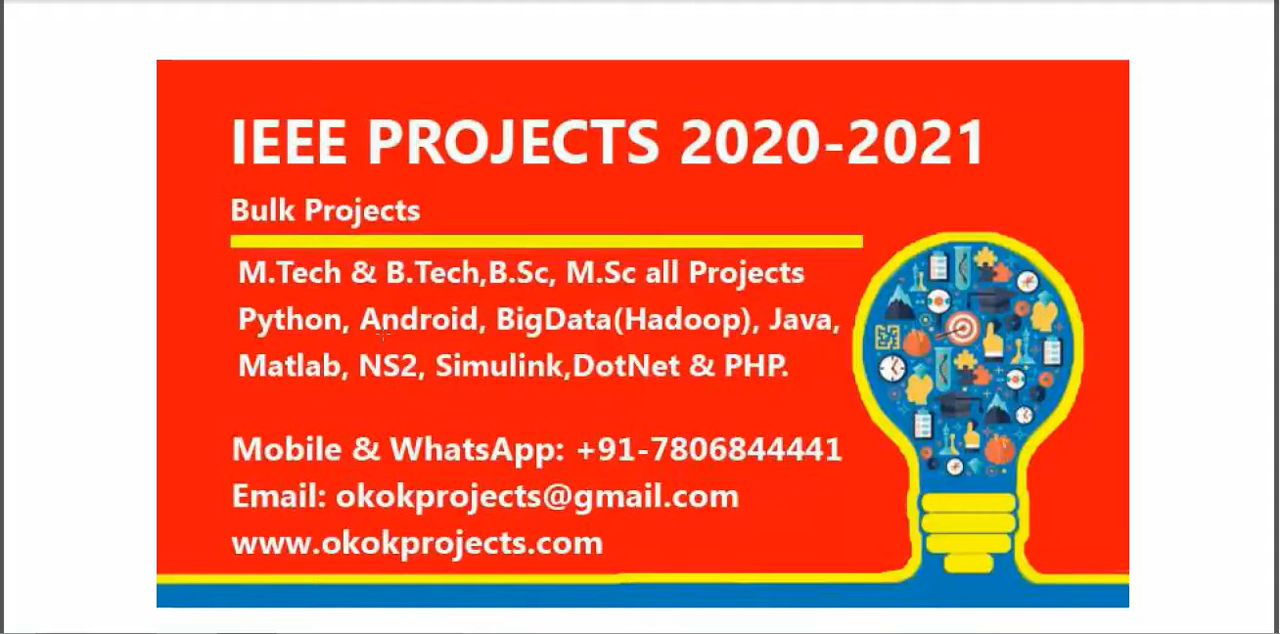 IEEE PROJECTS 2020-2021
Bulk Projects
M.Tech & B.Tech,B.Sc, M.Sc all Projects
Python, Android, BigData(Hadoop), Java,
Matlab, NS2, Simulink,DotNet & PHP.
Mobile & WhatsApp: +91-7806844441
Email: okokprojects@gmail.com
www.okokprojects.com